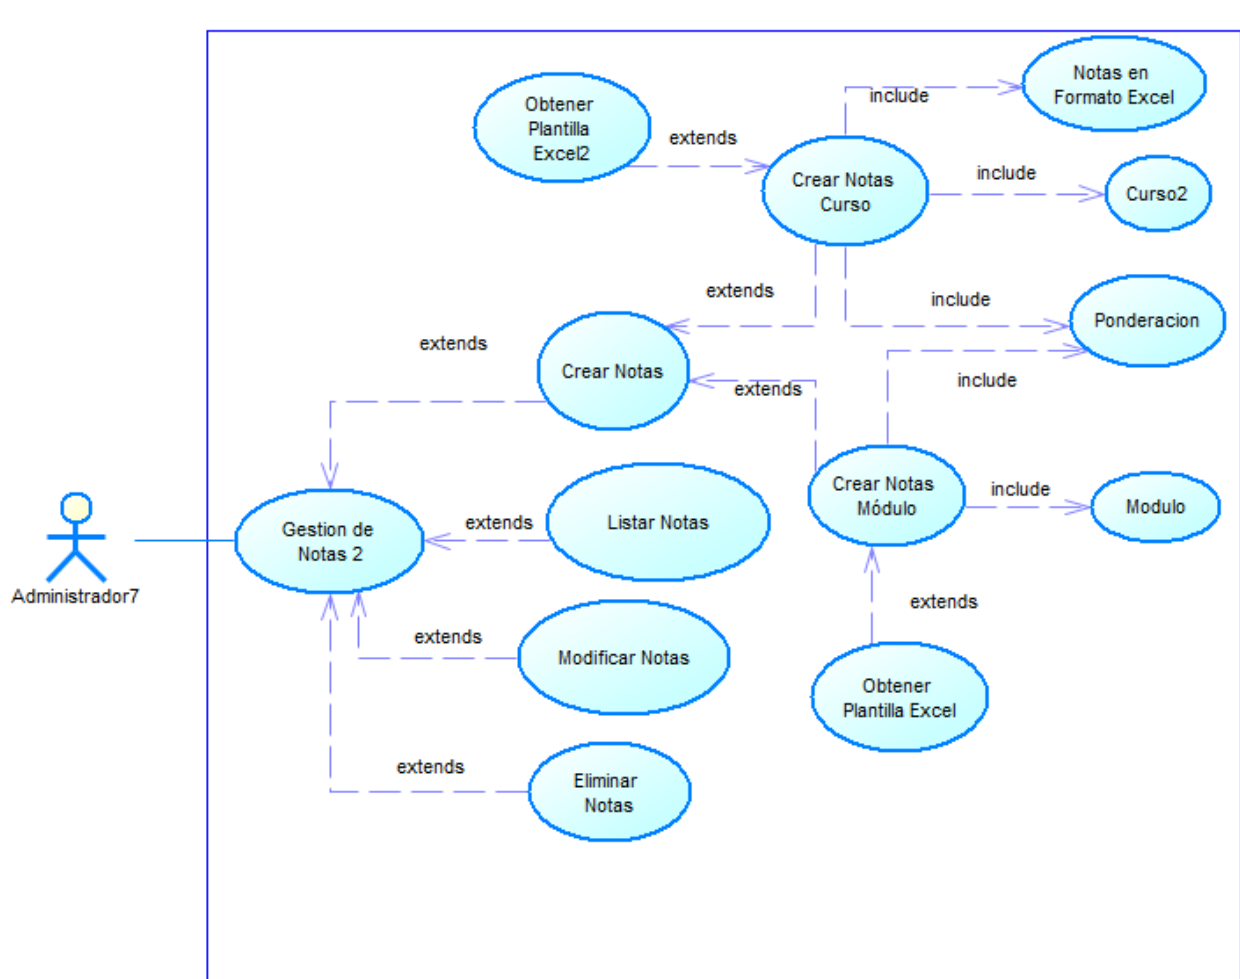 Notas en
Formato Excel
include
Obtener
Plantilla
Excel2
extends
Crear Notas
Curso
include
Curso2
extends
include
Ponderacion
extends
Crear Notas
extends
include
Crear Notas
Módulo
include
Modulo
Gestion de
Notas 2
extends
Listar Notas
Administrador7
extends
extends
Modificar Notas
Obtener
Plantilla Excel
extends
Eliminar
Notas